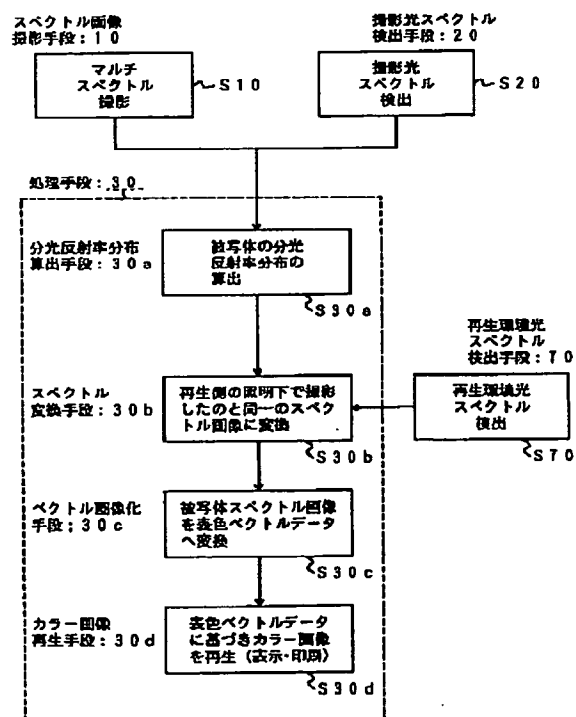 スペクトル画像
撮影手段:10
マルチ
スペクトル
撮影
S10
撮影光スペクトル
検出手段:20
撮影光
スペクトル
検出
S20
処理手段:30
分光反射率分布
算出手段:30a
被写体の分光
反射率分布の
算出
S30a
再生環境光
スペクトル
検出手段:70
スペクトル
変換手段:30b
再生側の照明下で撮影
したのと同一のスペク
トル画像に変換
S30b
再生環境光
スペクトル
検出
S70
ベクトル画像化
手段:30c
被写体スペクトル画像
を表色ベクトルデータ
へ変換
S30c
カラー画像
再生手段:30d
表色ベクトルデータ
に基づきカラー画像
を再生(表示・印刷)
S30d